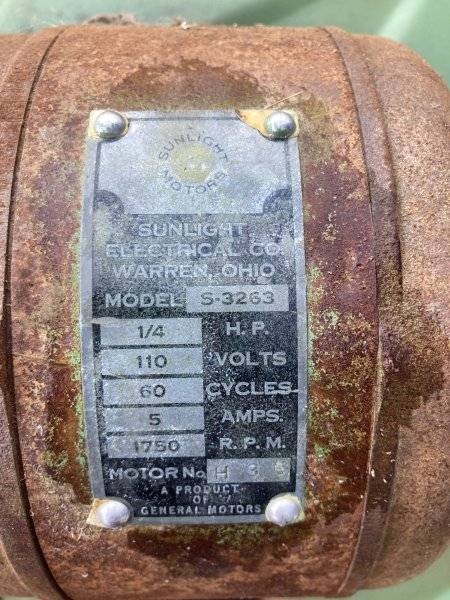 SUNLIGHT
MOTORS
SUNLIGHT
ELECTRICAL CO.
WARREN, OHIO
MODEL S-3263
1/4 H.P.
110 VOLTS
60 CYCLES
5 AMPS.
1750 R.P.M.
MOTOR No. H 3
A PRODUCT
OF
GENERAL MOTORS